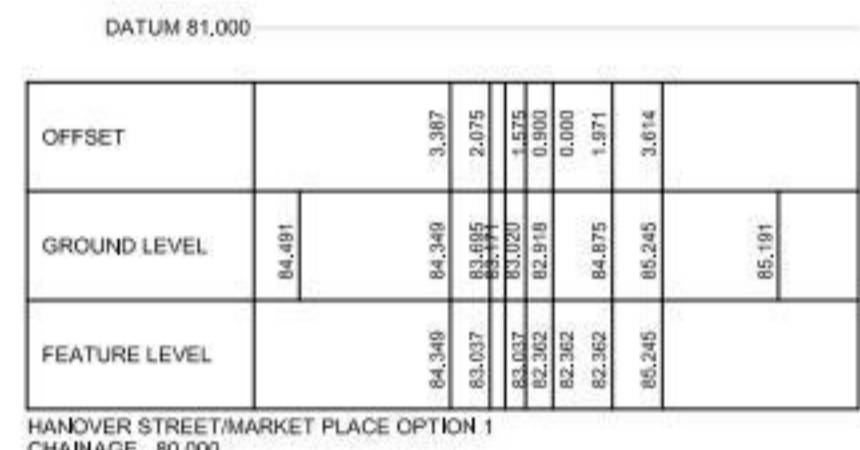 DATUM 81.000
OFFSET 3.387 2.075 1.575 0.900 0.000 1.971 3.614
GROUND LEVEL 84.491 84.349 83.695 83.171 83.020 82.918 84.875 85.245 85.191
FEATURE LEVEL 84.349 83.037 83.037 82.362 82.362 82.362 85.245
HANOVER STREET/MARKET PLACE OPTION 1
CHAINAGE 80.000